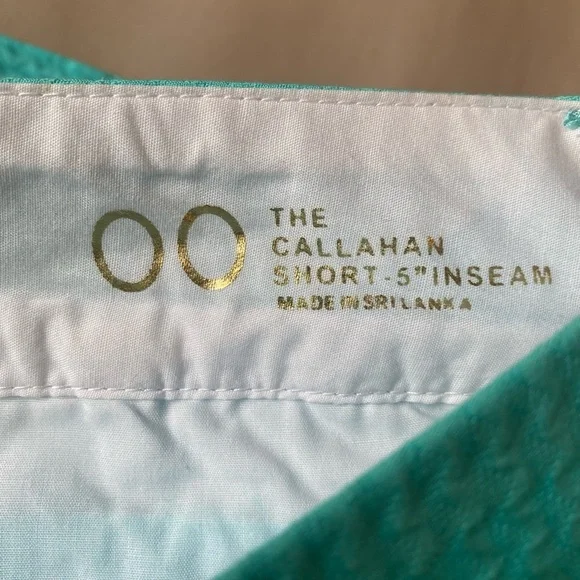 00
THE
CALLAHAN
SHORT-5" INSEAM
MADE IN SRI LANKA